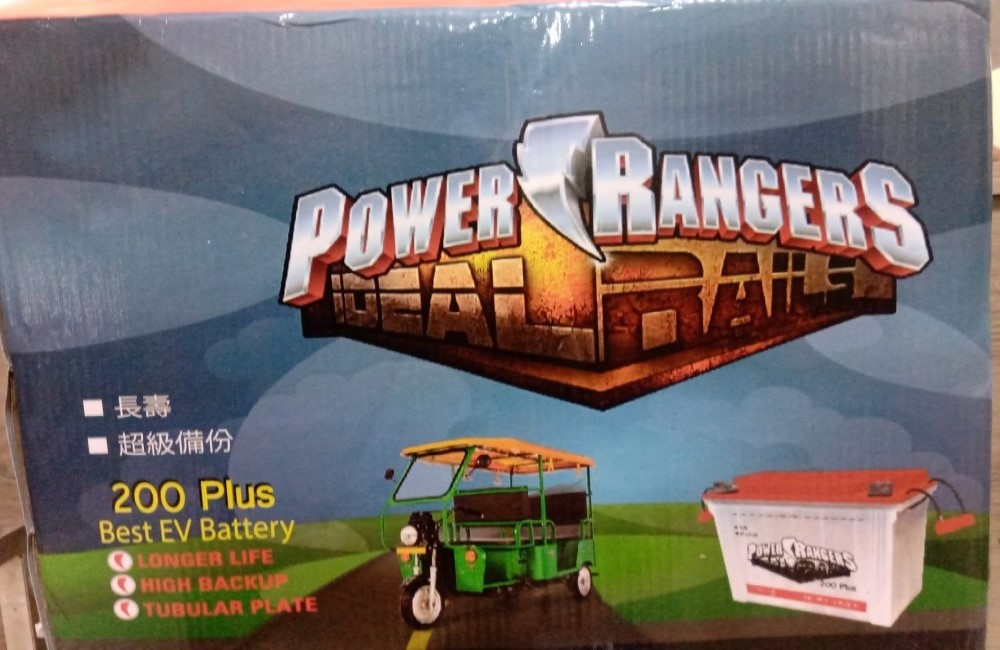 POWER RANGERS
IDEAL RAILS
長壽
超級備份
200 Plus
Best EV Battery
LONGER LIFE
HIGH BACKUP
TUBULAR PLATE
POWER RANGERS
200 Plus